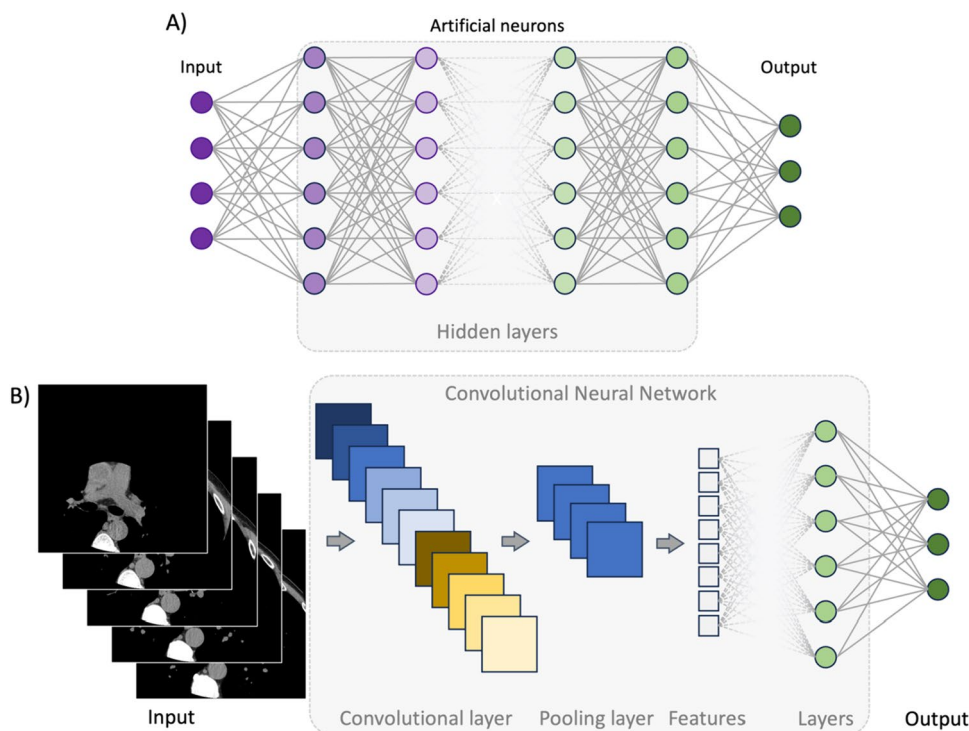 A)
Artificial neurons
Input
Output
Hidden layers
B)
Convolutional Neural Network
Input
Convolutional layer
Pooling layer
Features
Layers
Output